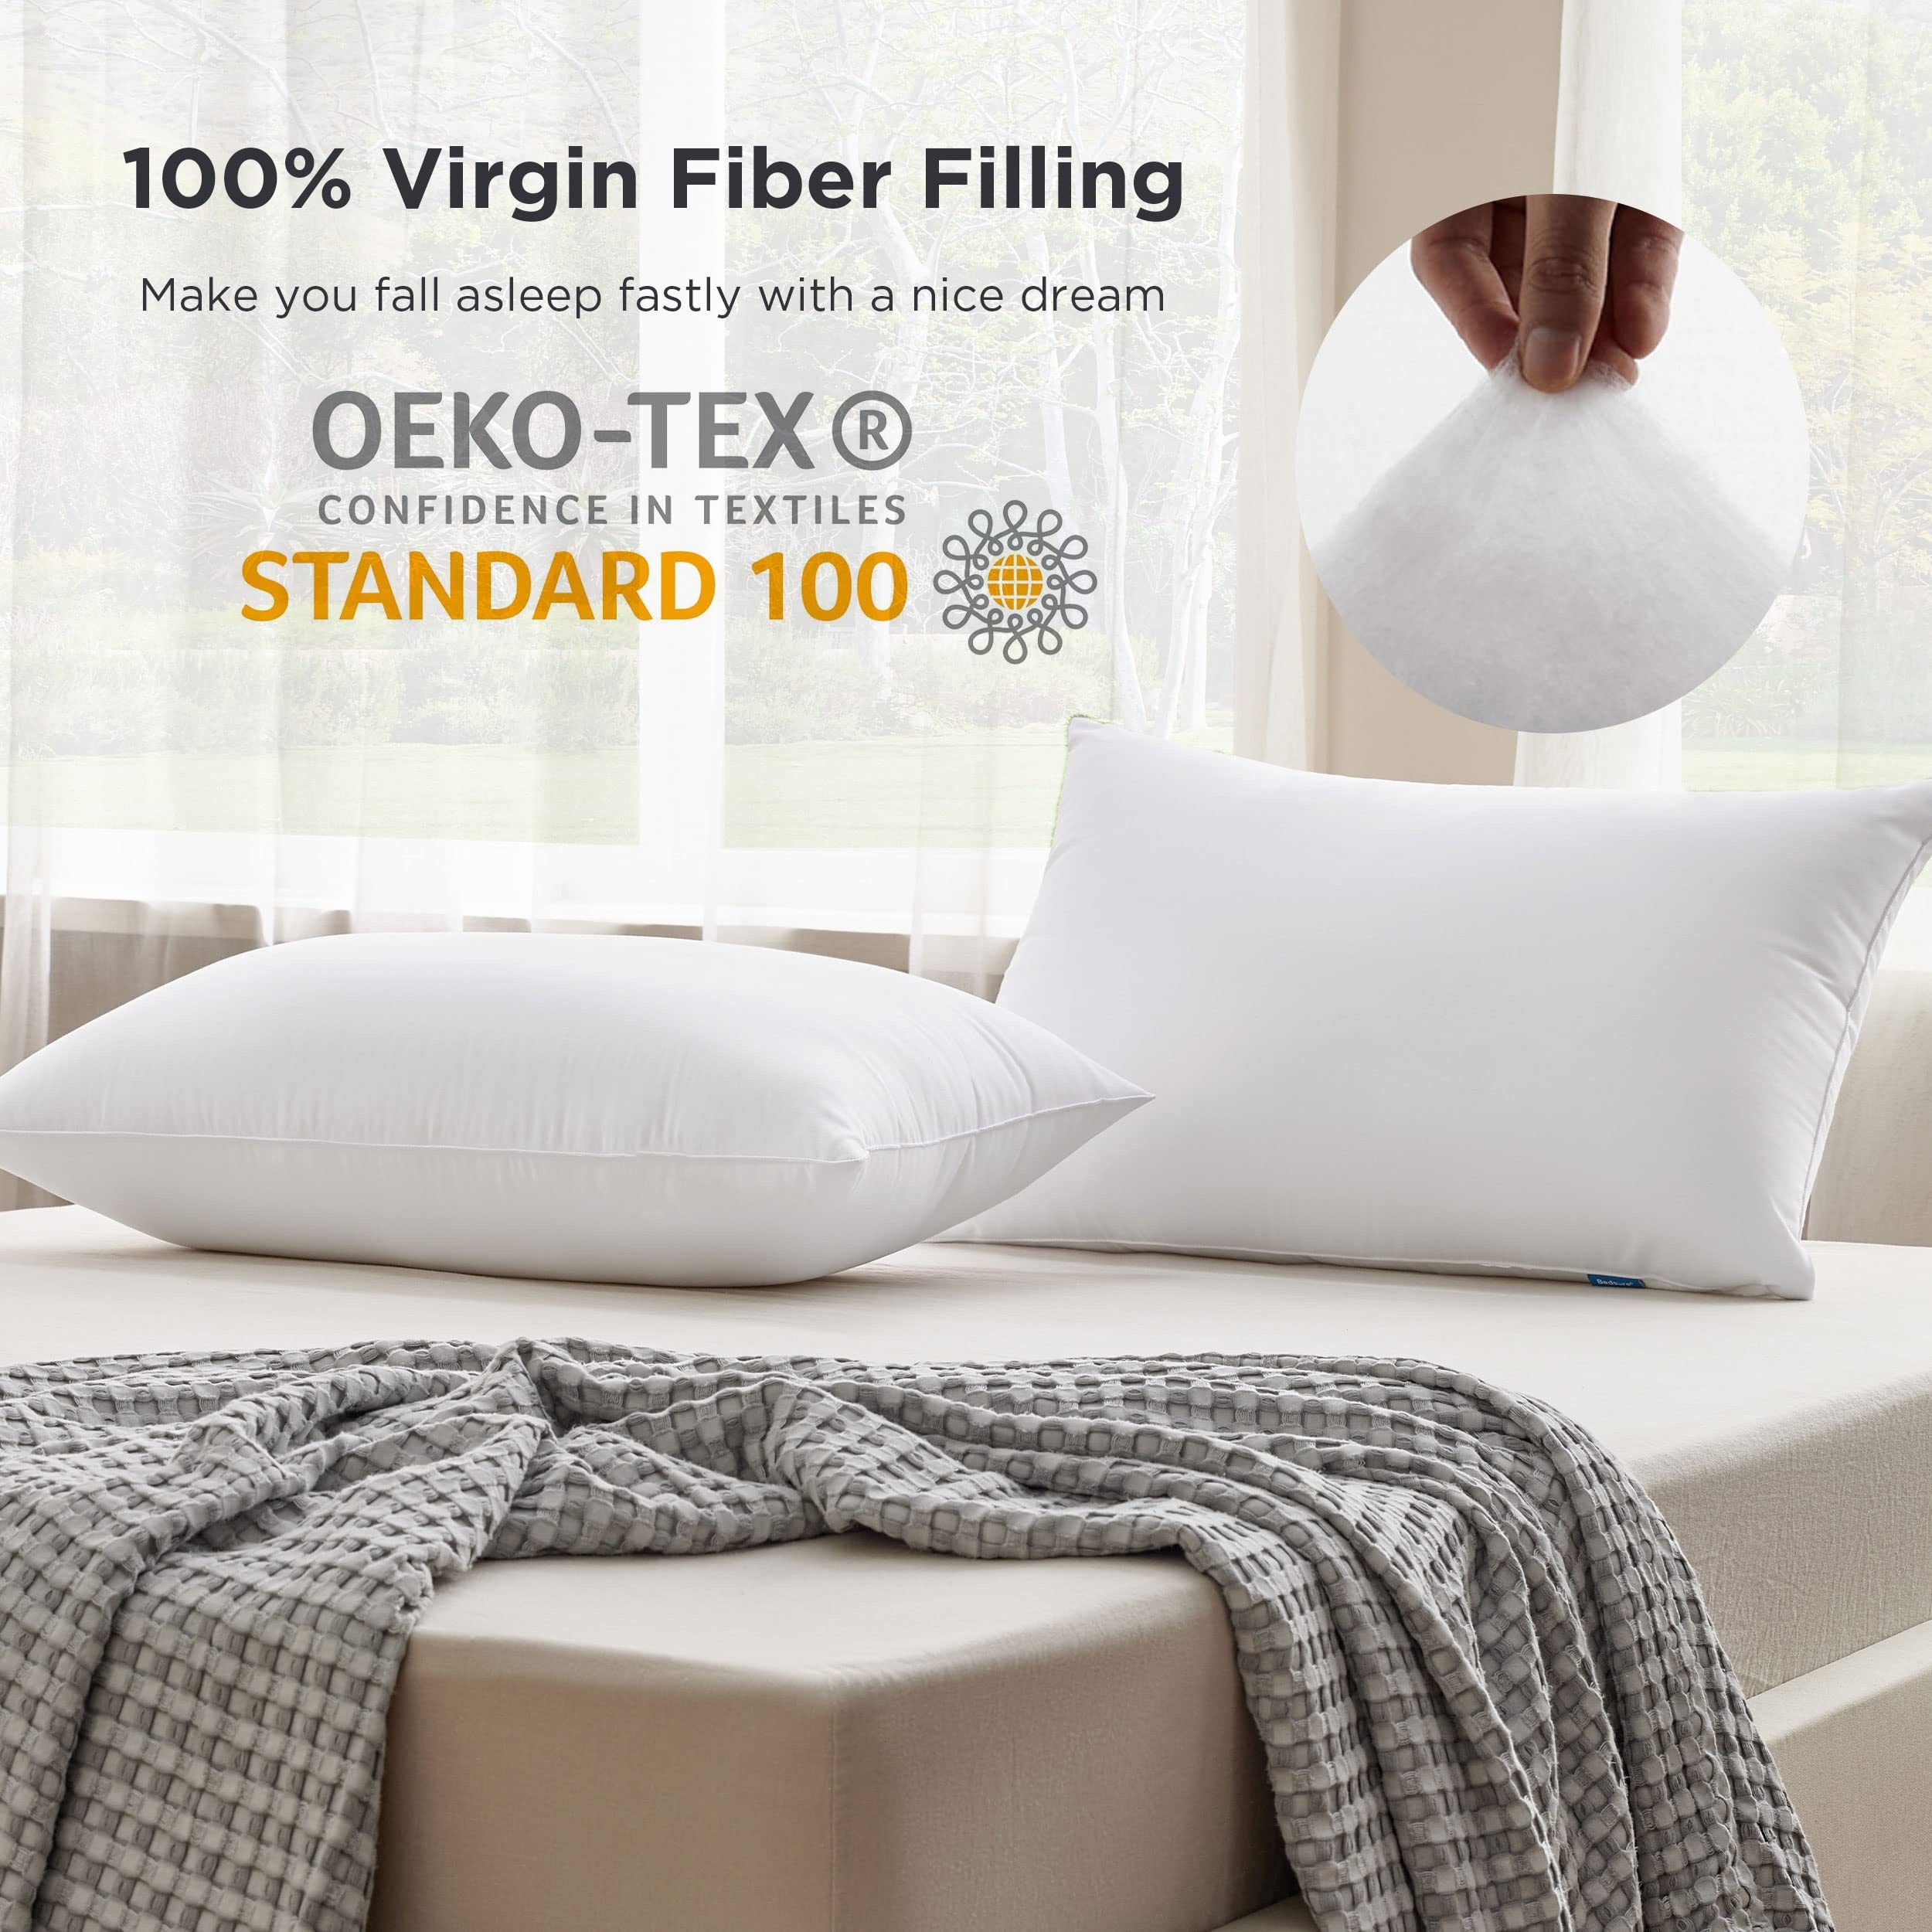 100% Virgin Fiber Filling
Make you fall asleep fastly with a nice dream
OEKO-TEX®
CONFIDENCE IN TEXTILES
STANDARD 100
Bedsure®